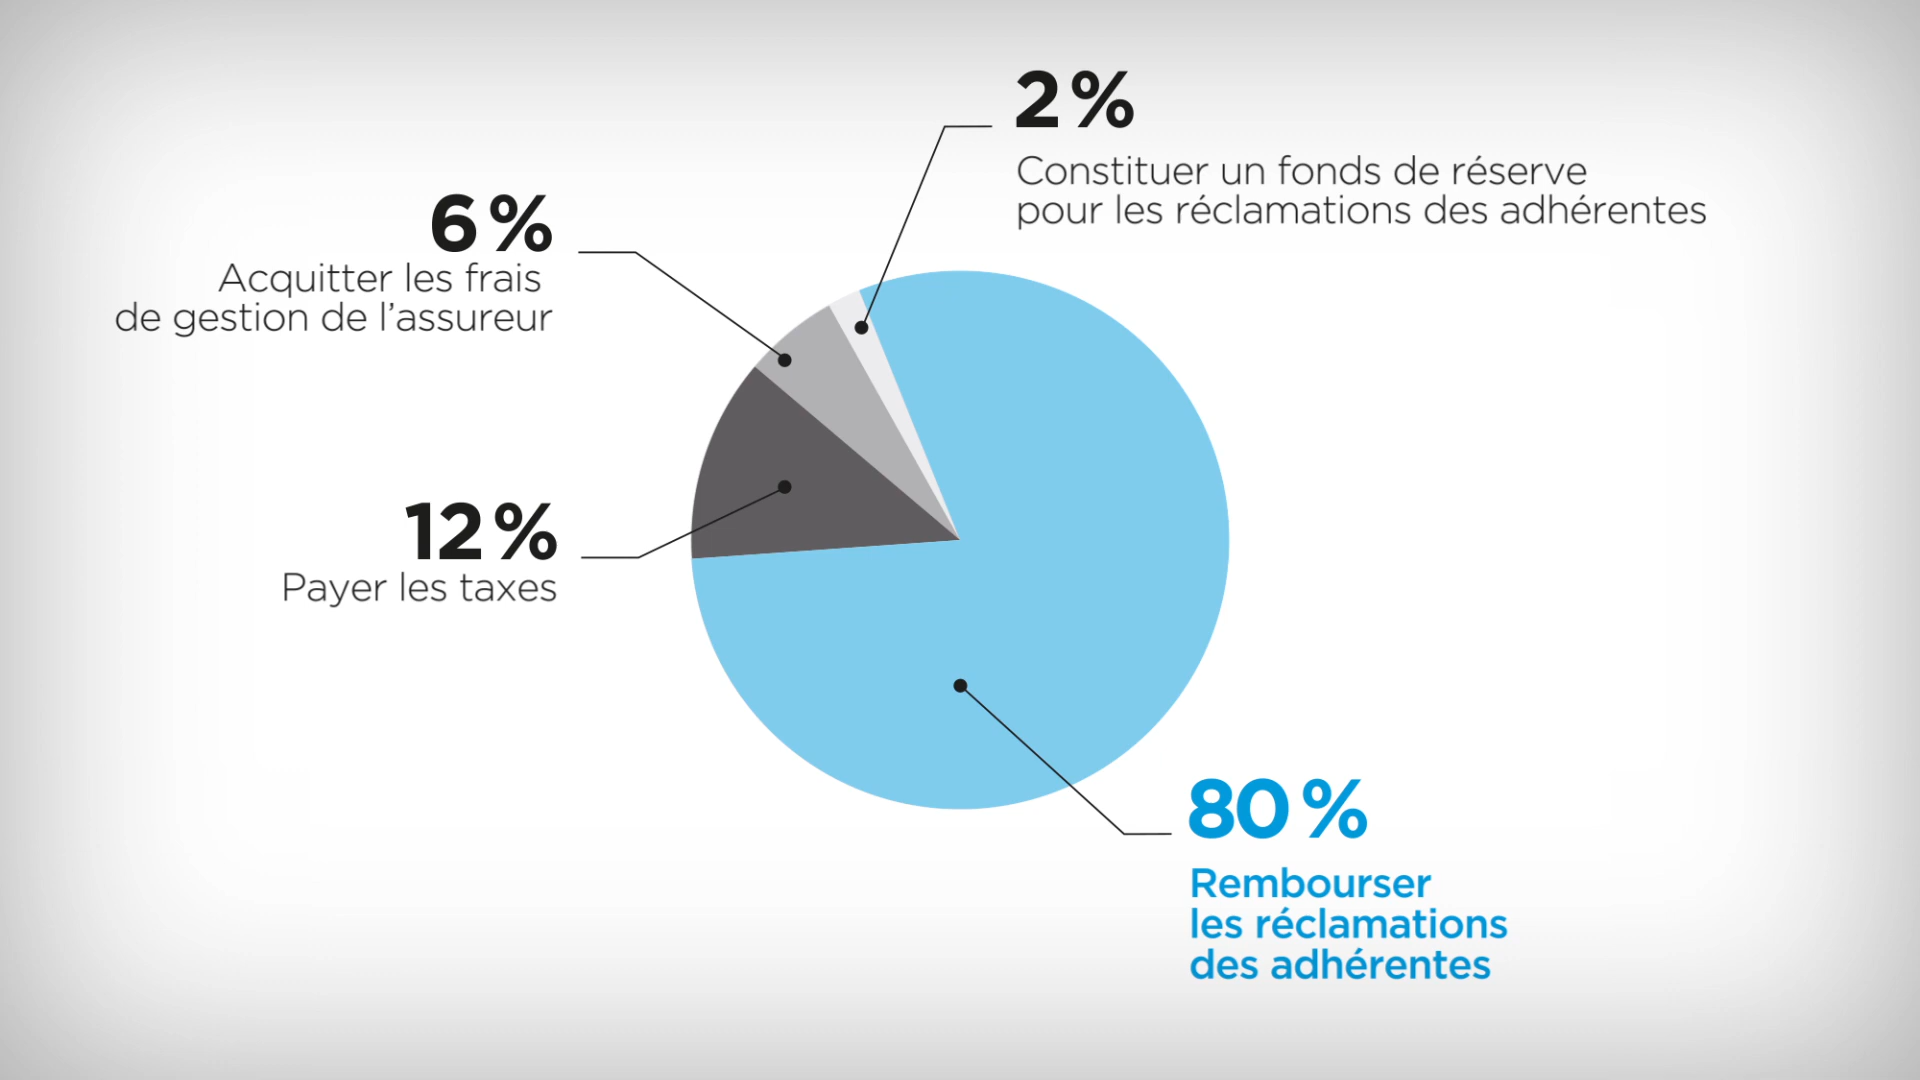 2 %
Constituer un fonds de réserve
pour les réclamations des adhérentes
6 %
Acquitter les frais
de gestion de l’assureur
12 %
Payer les taxes
80 %
Rembourser
les réclamations
des adhérentes